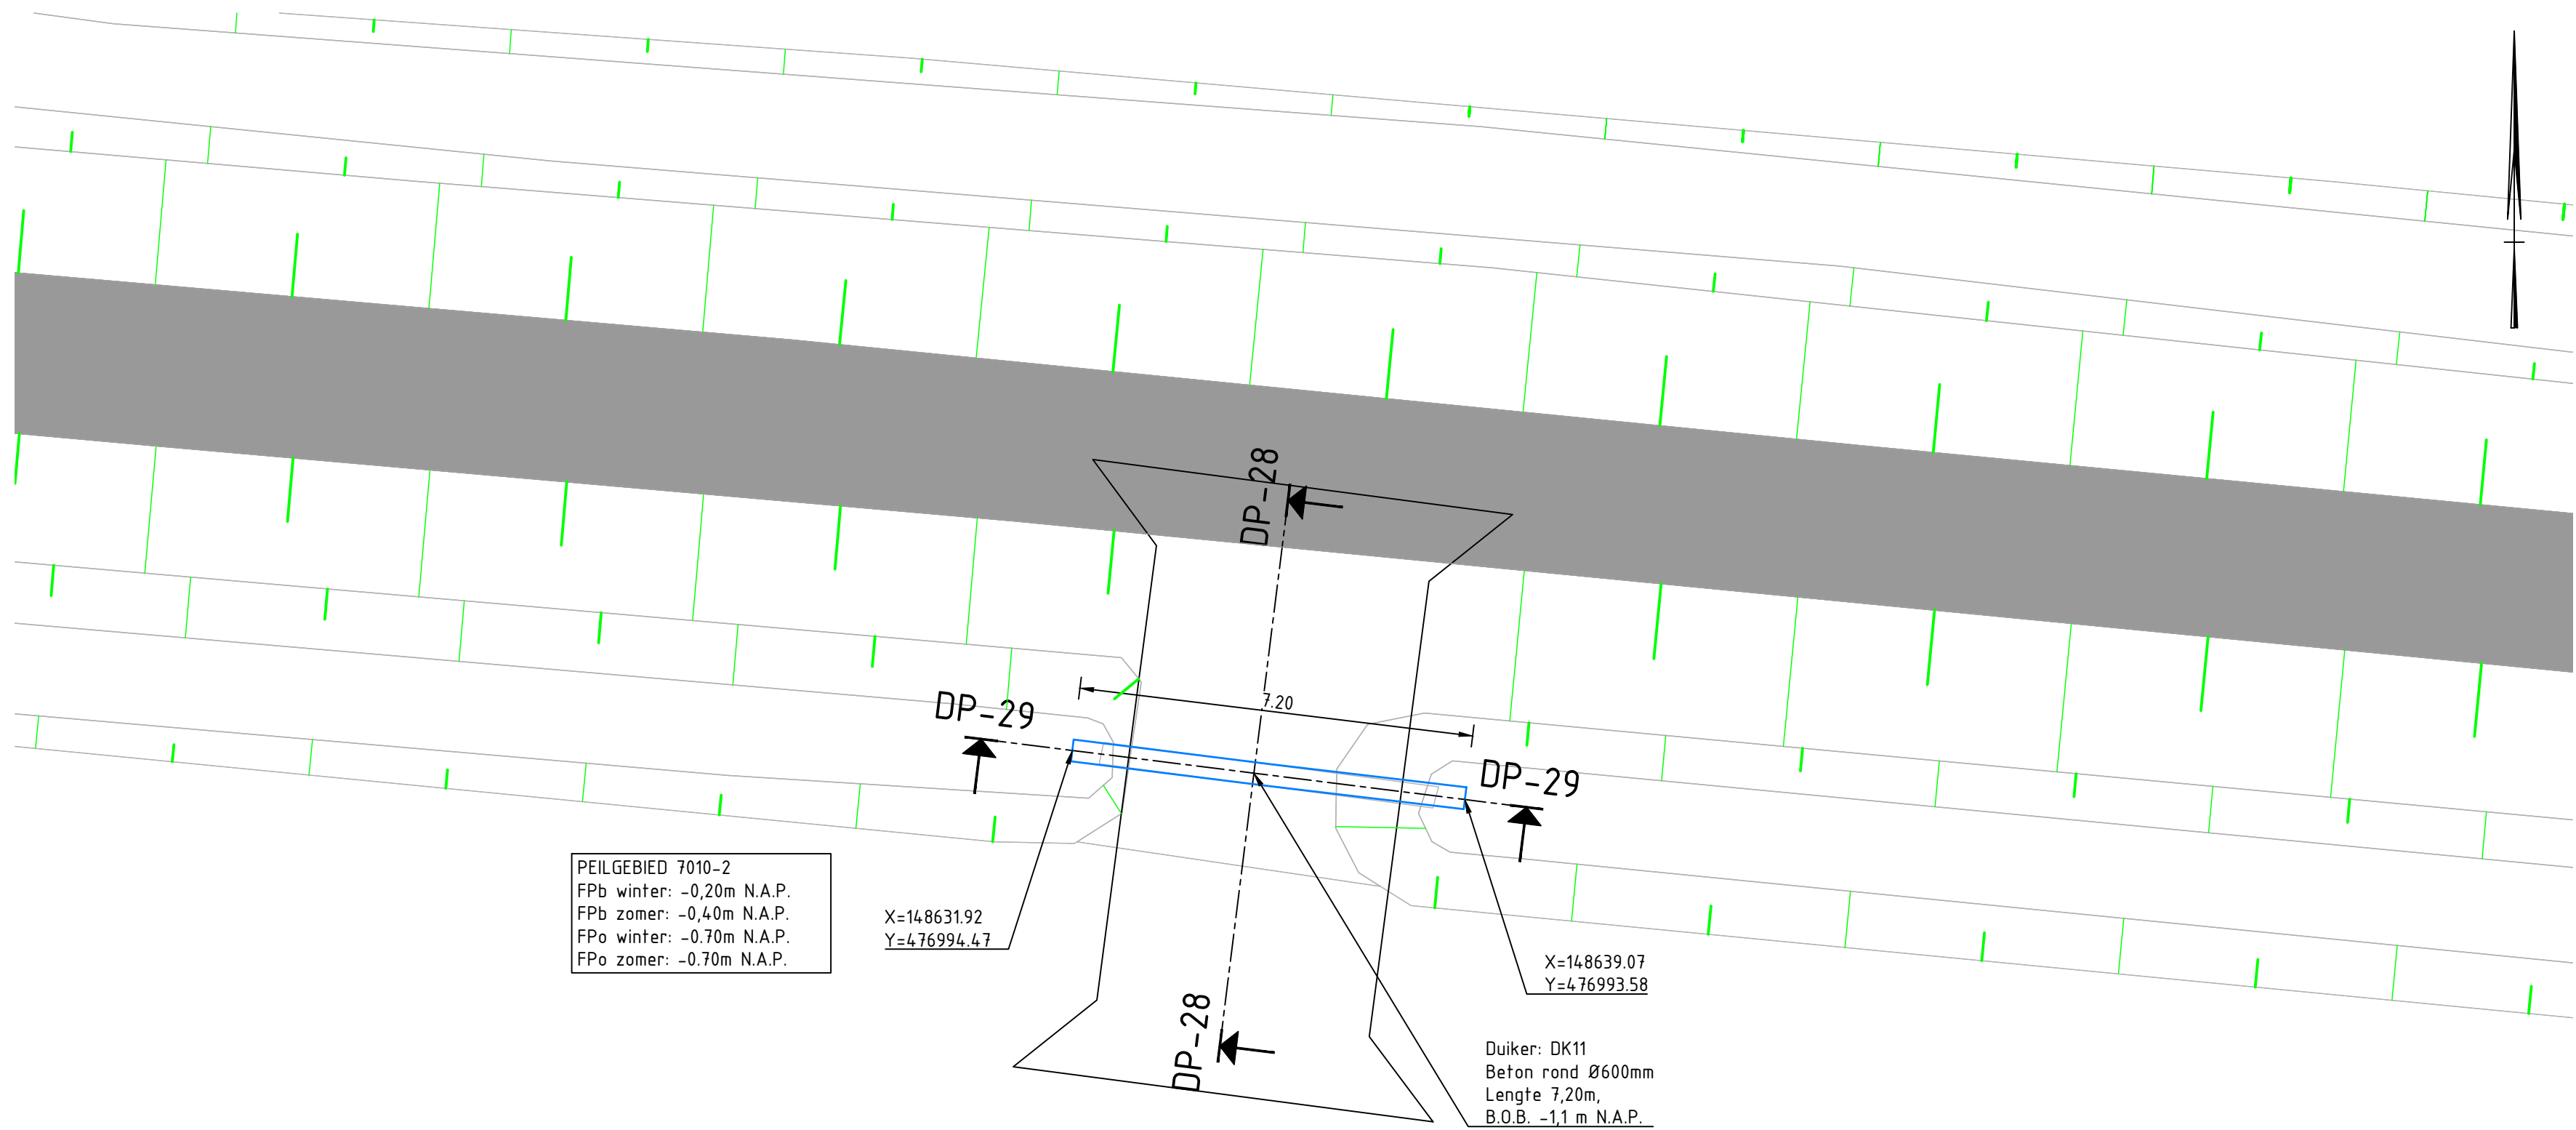 DP-28
7.20
DP-29
DP-29
PEILGEBIED 7010-2
FPb winter: -0,20m N.A.P.
FPb zomer: -0,40m N.A.P.
FPo winter: -0.70m N.A.P.
FPo zomer: -0.70m N.A.P.
X=148631.92
Y=476994.47
X=148639.07
Y=476993.58
DP-28
Duiker: DK11
Beton rond Ø600mm
Lengte 7,20m,
B.O.B. -1,1 m N.A.P.